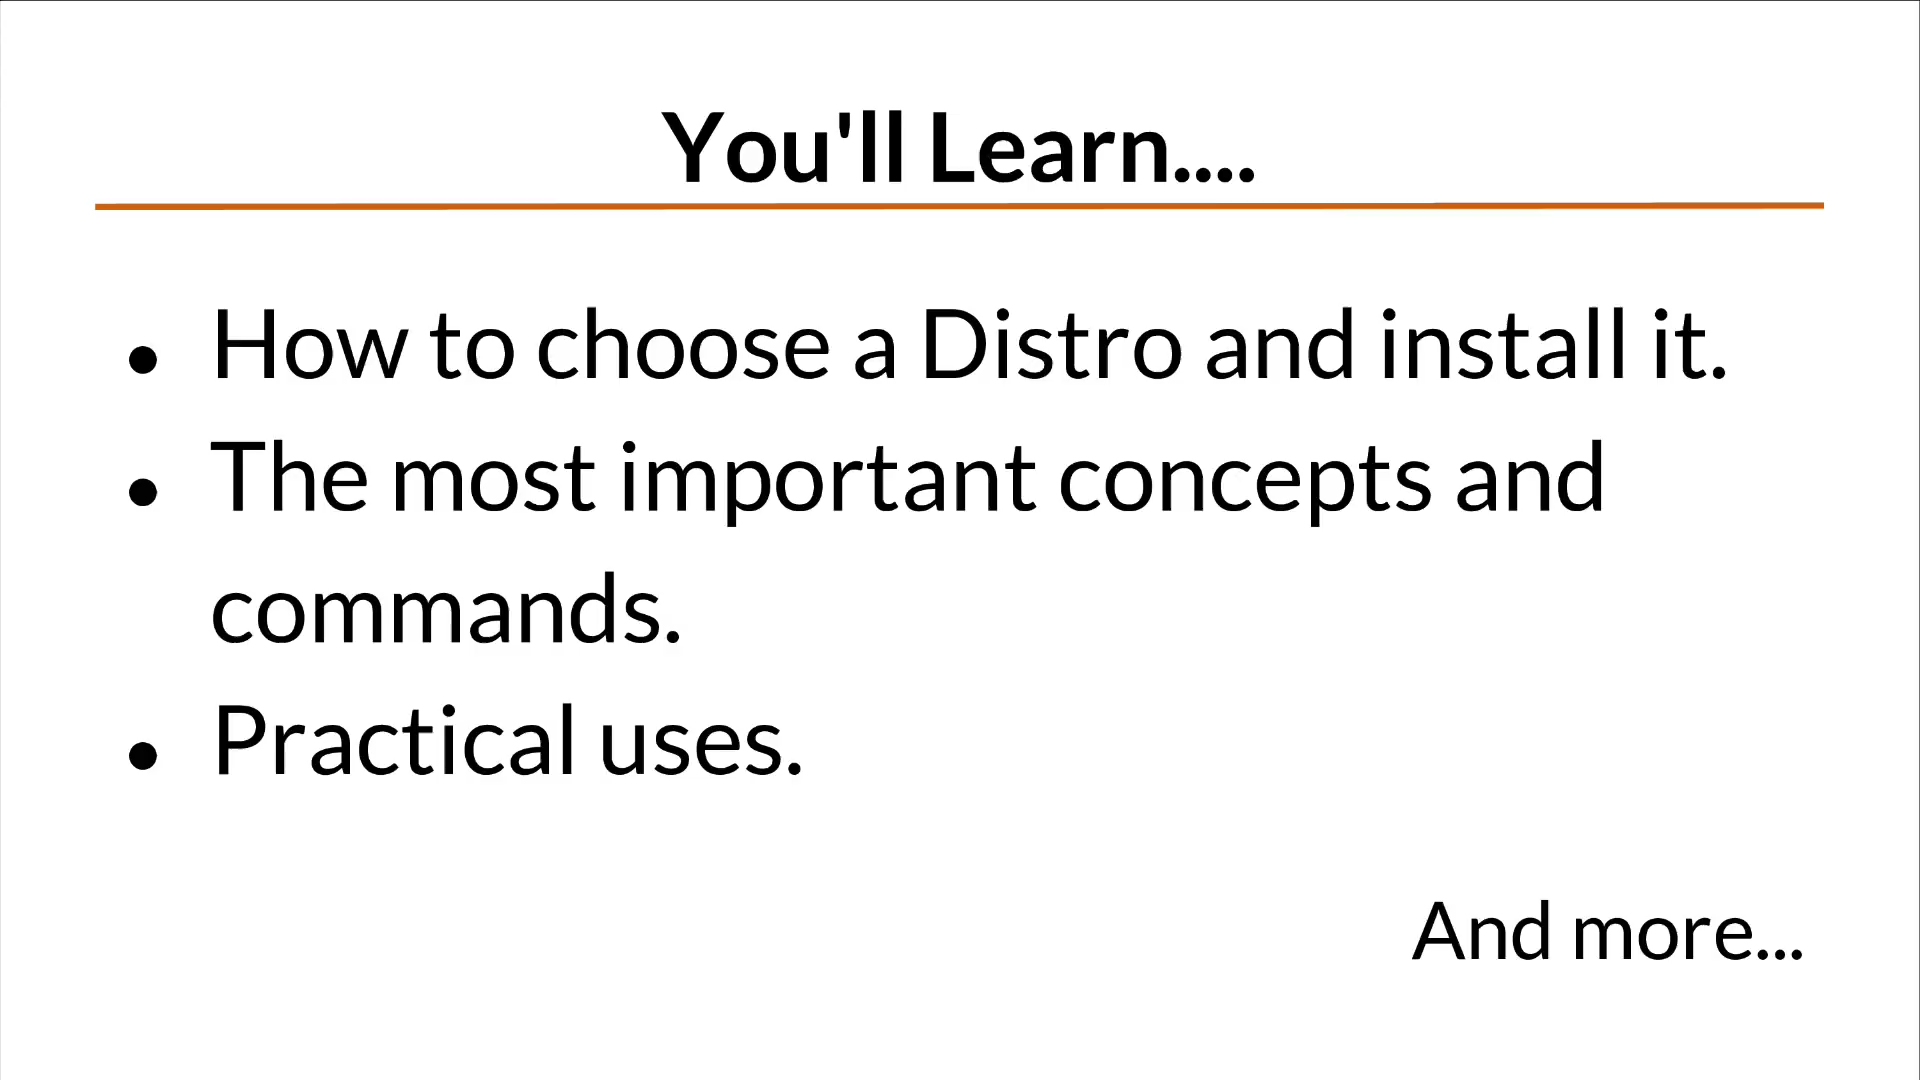 You'll Learn....
• How to choose a Distro and install it.
• The most important concepts and
commands.
• Practical uses.
And more...